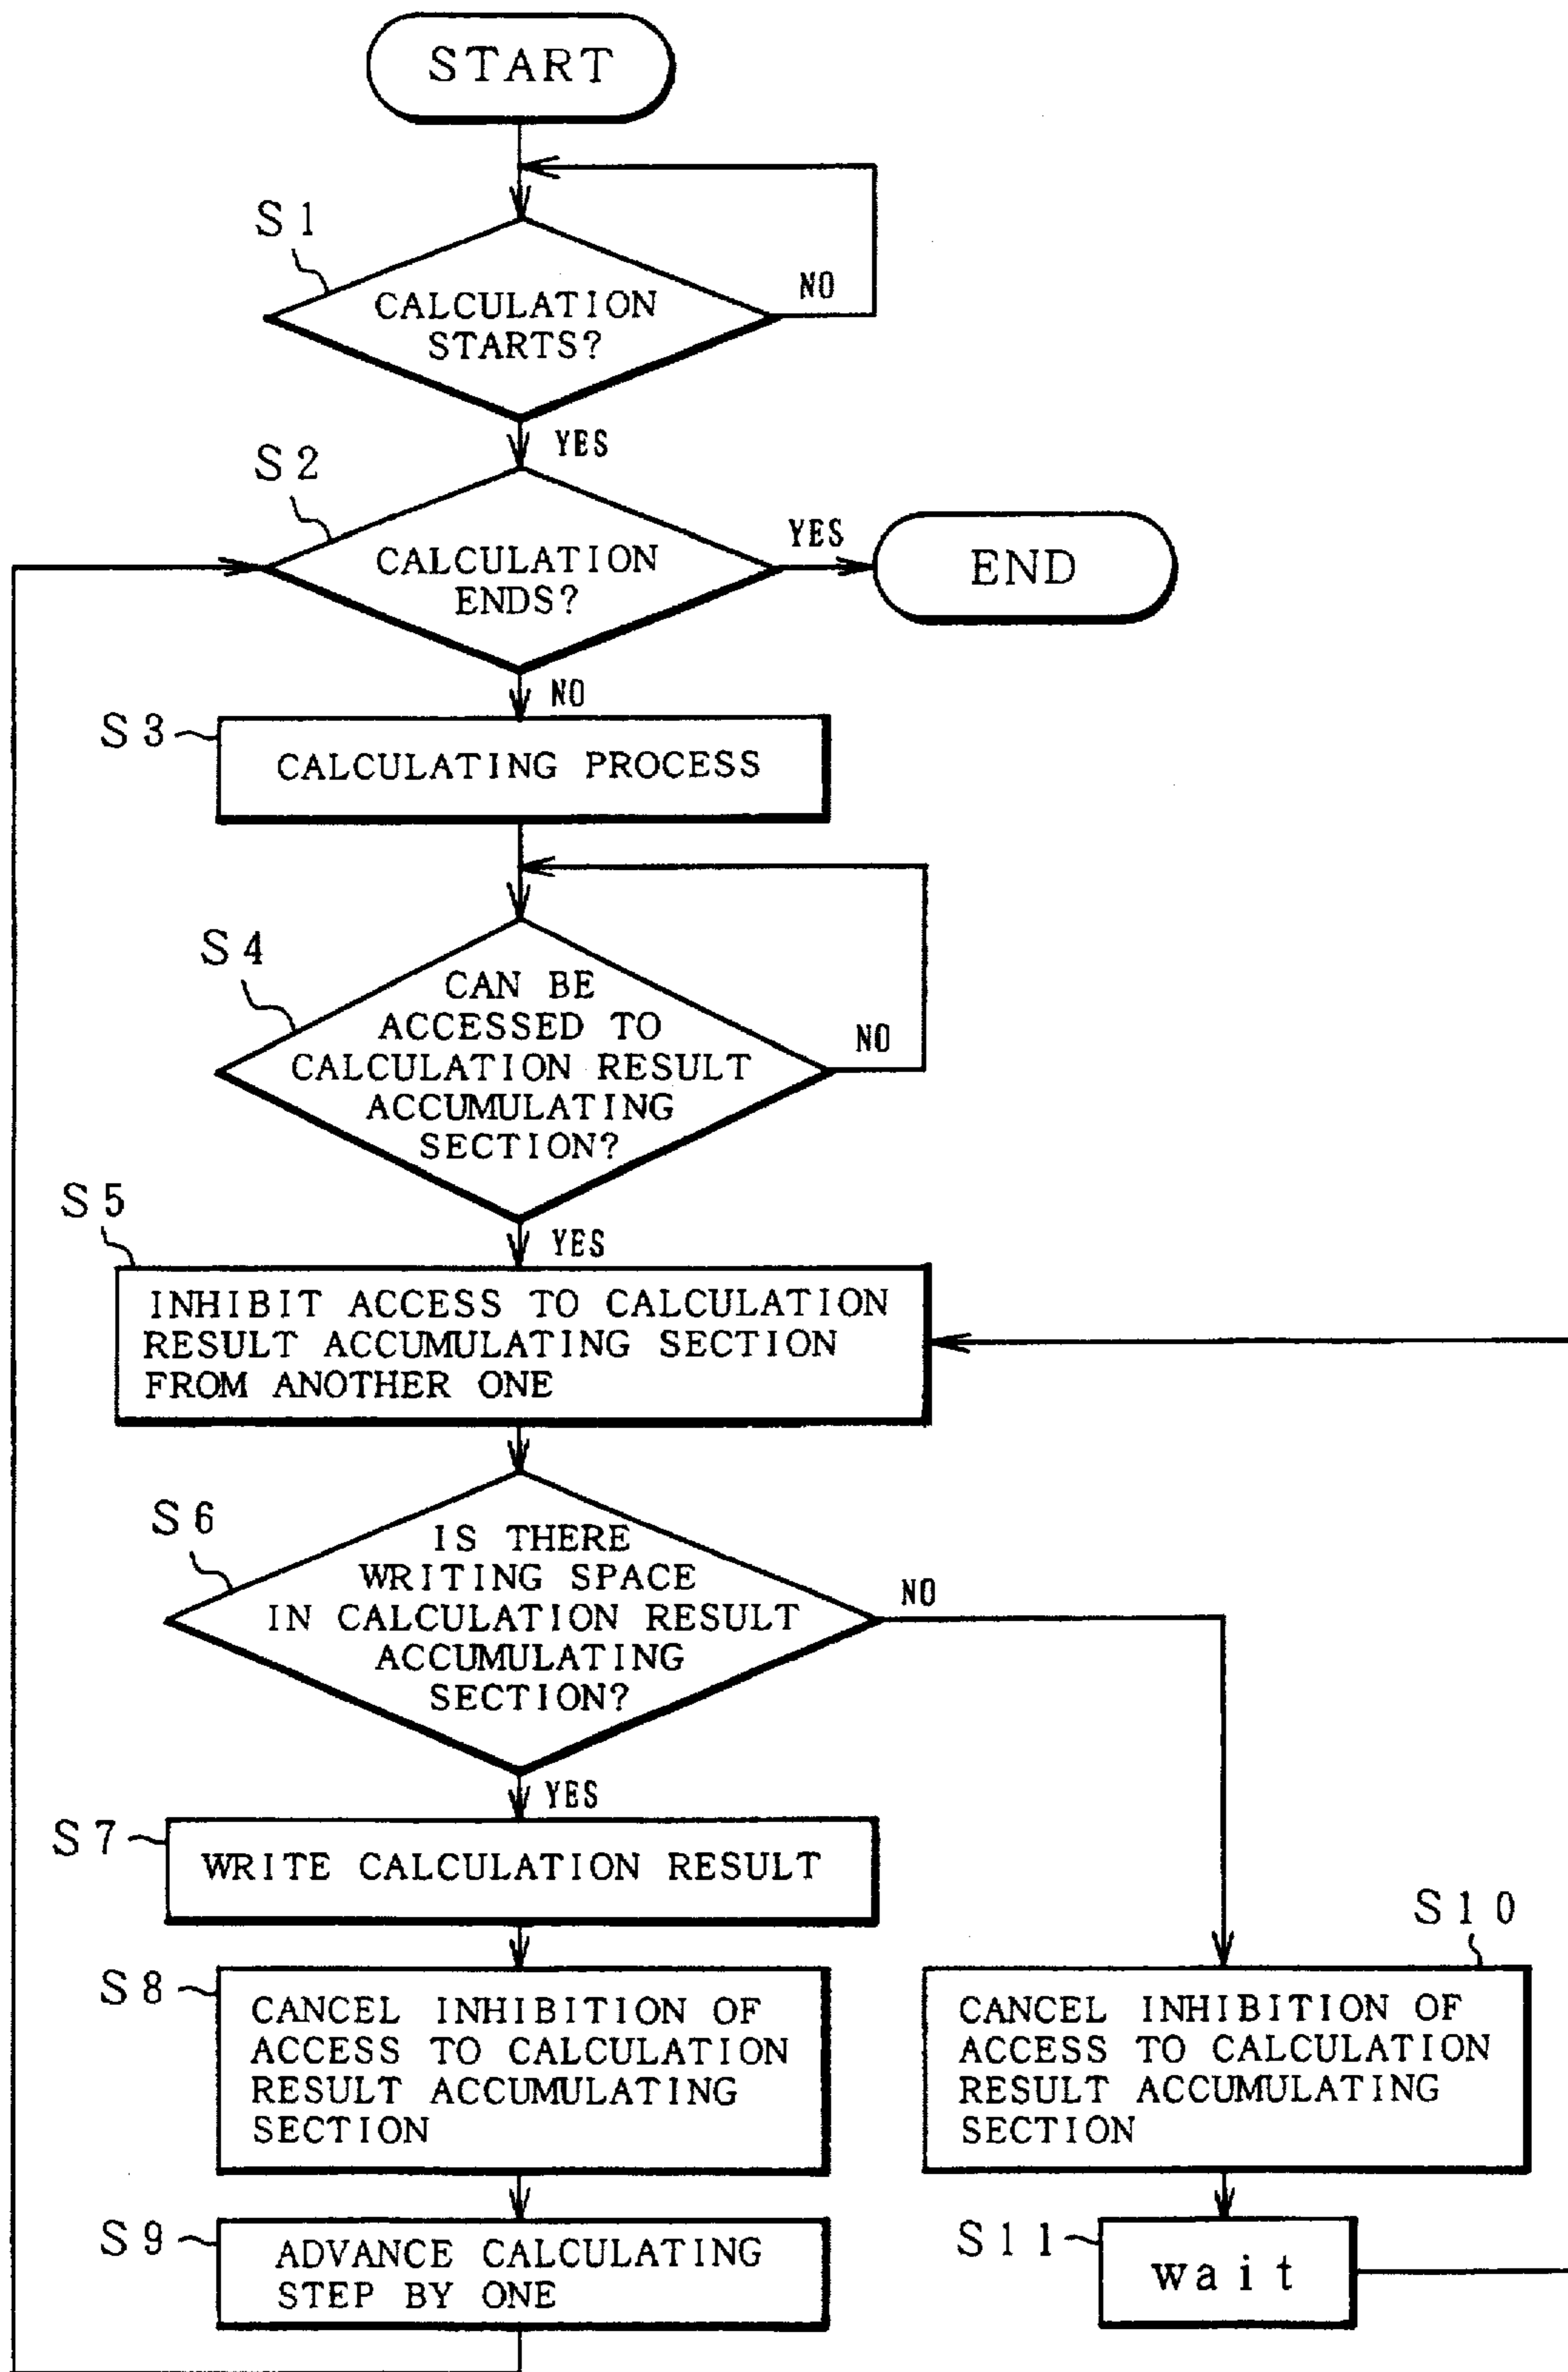 START
S1
CALCULATION
STARTS?
NO
YES
S2
CALCULATION
ENDS?
YES
END
NO
S3
CALCULATING PROCESS
S4
CAN BE
ACCESSED TO
CALCULATION RESULT
ACCUMULATING
SECTION?
NO
YES
S5
INHIBIT ACCESS TO CALCULATION
RESULT ACCUMULATING SECTION
FROM ANOTHER ONE
S6
IS THERE
WRITING SPACE
IN CALCULATION RESULT
ACCUMULATING
SECTION?
NO
YES
S7
WRITE CALCULATION RESULT
S8
CANCEL INHIBITION OF
ACCESS TO CALCULATION
RESULT ACCUMULATING
SECTION
S10
CANCEL INHIBITION OF
ACCESS TO CALCULATION
RESULT ACCUMULATING
SECTION
S9
ADVANCE CALCULATING
STEP BY ONE
S11
wait